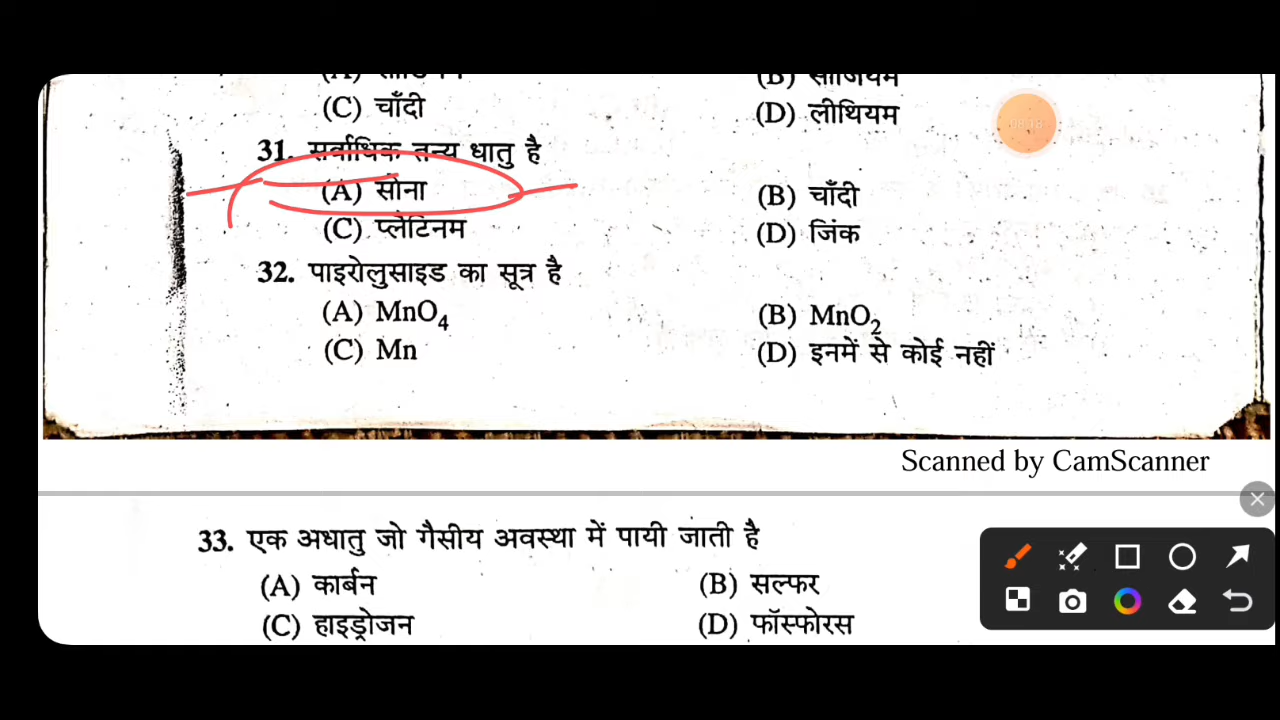 (C) चाँदी (D) लीथियम
31. सर्वाधिक तन्य धातु है
(A) सोना (B) चाँदी
(C) प्लेटिनम (D) जिंक
32. पाइरोलुसाइड का सूत्र है
(A) MnO₄ (B) MnO₂
(C) Mn (D) इनमें से कोई नहीं
Scanned by CamScanner
33. एक अधातु जो गैसीय अवस्था में पायी जाती है
(A) कार्बन (B) सल्फर
(C) हाइड्रोजन (D) फॉस्फोरस